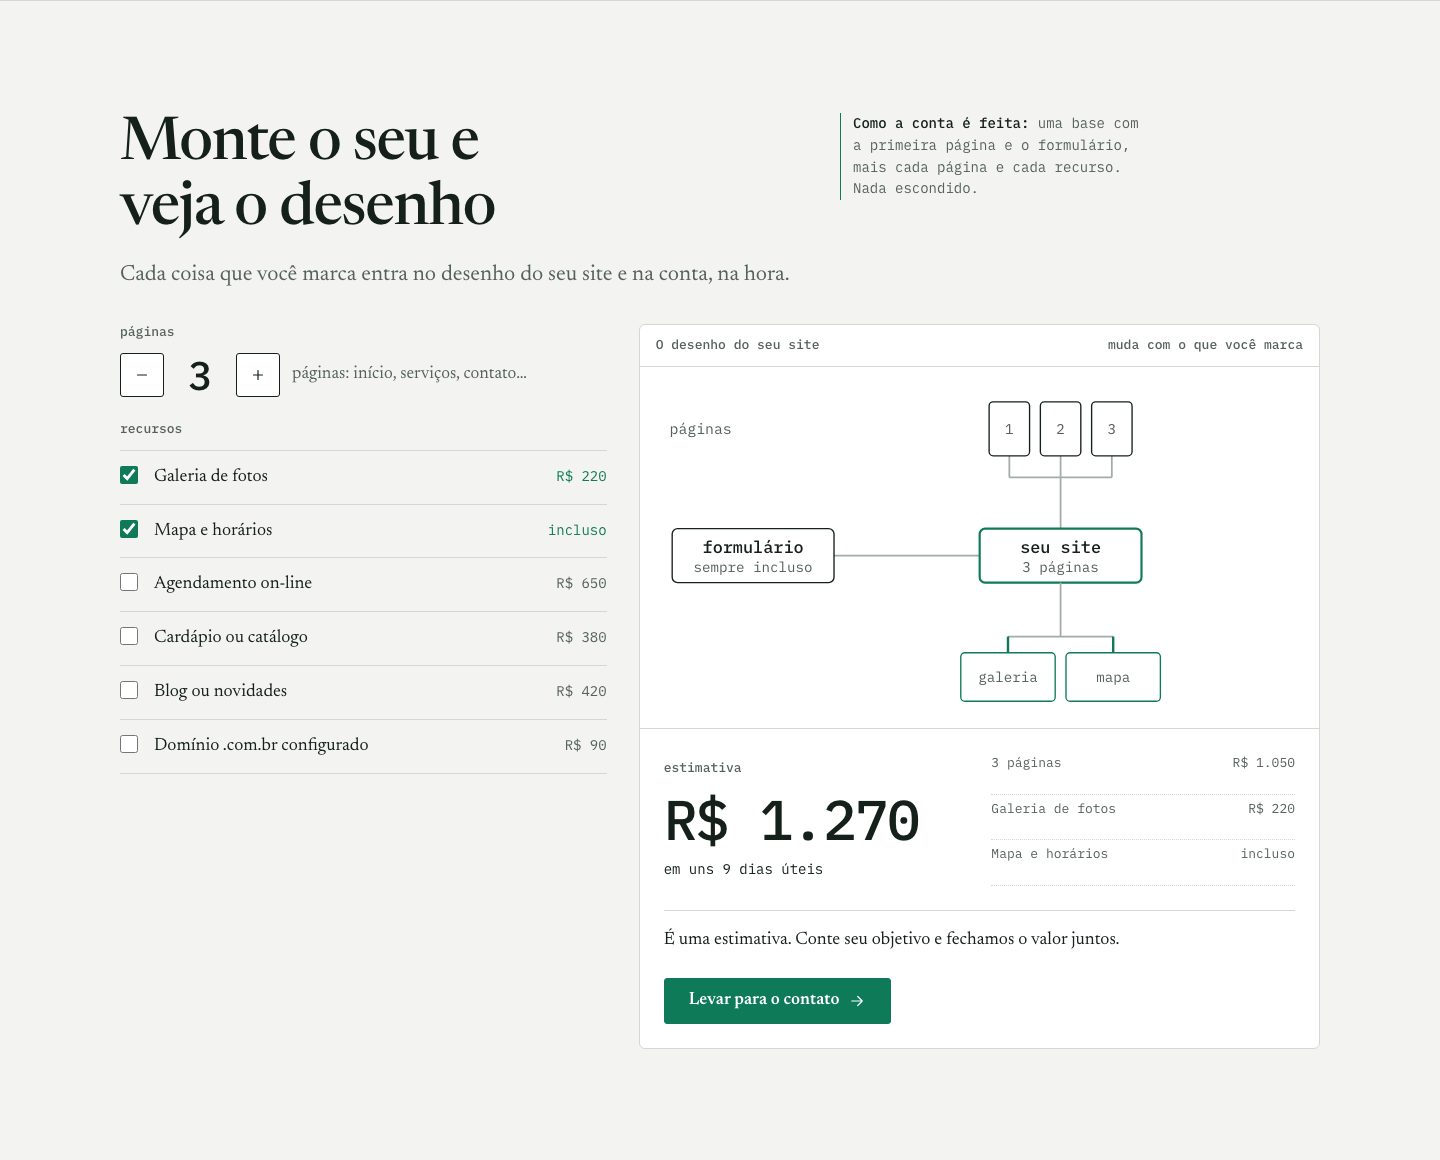 Monte o seu e
veja o desenho
Como a conta é feita: uma base com
a primeira página e o formulário,
mais cada página e cada recurso.
Nada escondido.
Cada coisa que você marca entra no desenho do seu site e na conta, na hora.
páginas
− 3 + páginas: início, serviços, contato…
recursos
Galeria de fotos R$ 220
Mapa e horários incluso
Agendamento on-line R$ 650
Cardápio ou catálogo R$ 380
Blog ou novidades R$ 420
Domínio .com.br configurado R$ 90
O desenho do seu site muda com o que você marca
páginas 1 2 3
formulário
sempre incluso
seu site
3 páginas
galeria mapa
estimativa
R$ 1.270
em uns 9 dias úteis
3 páginas R$ 1.050
Galeria de fotos R$ 220
Mapa e horários incluso
É uma estimativa. Conte seu objetivo e fechamos o valor juntos.
Levar para o contato →